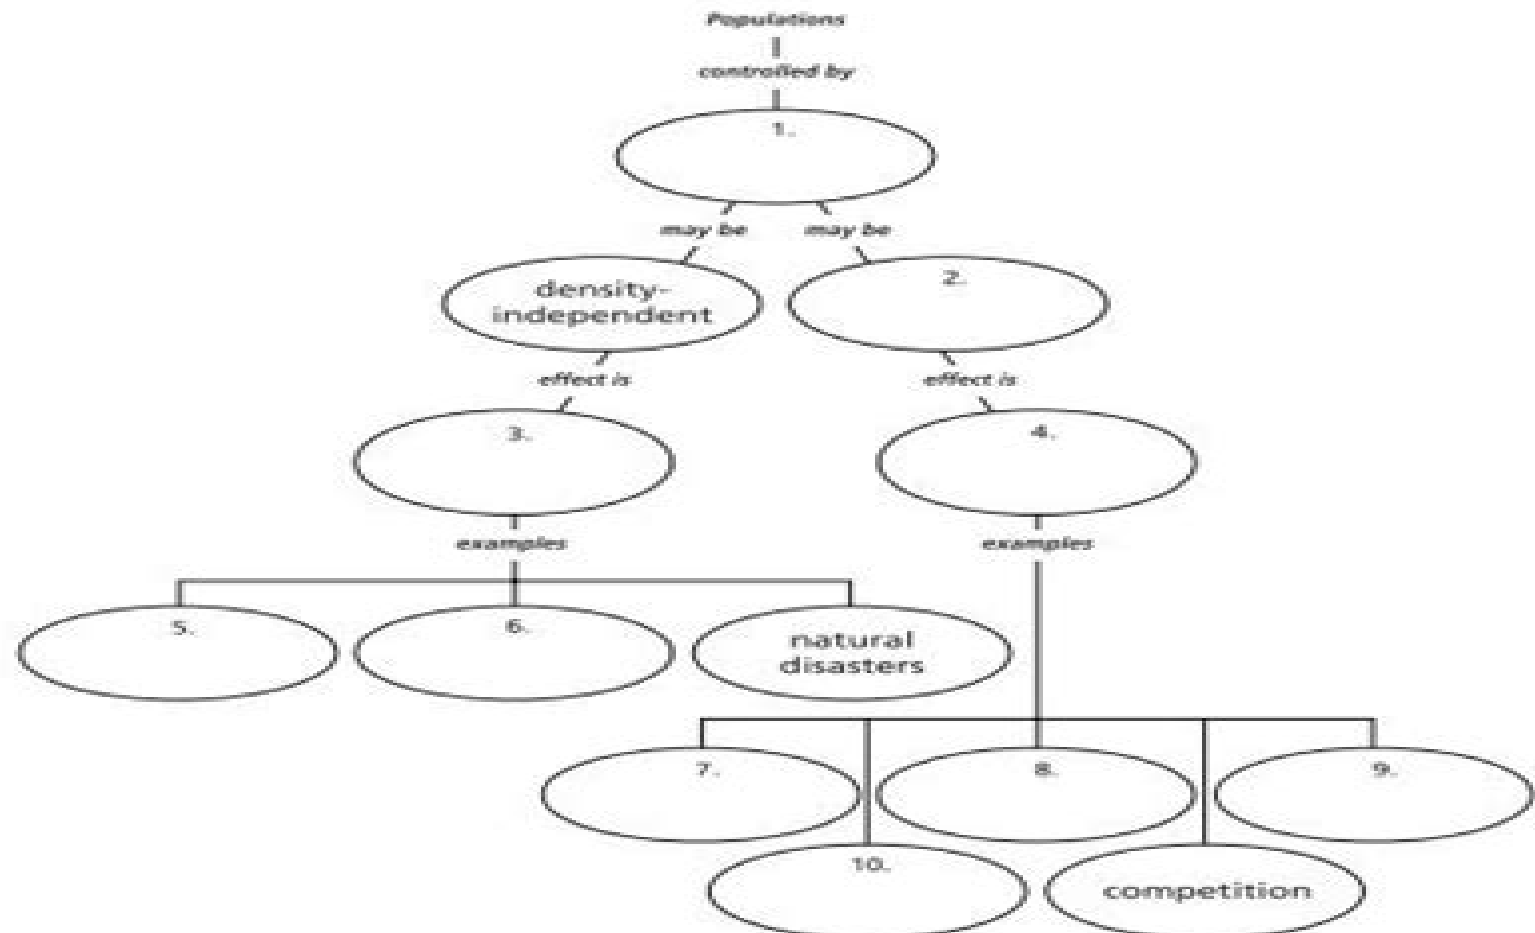 Populations
controlled by
1.
may be
may be
density-
independent
2.
effect is
effect is
3.
4.
examples
examples
5.
6.
natural
disasters
7.
8.
9.
10.
competition